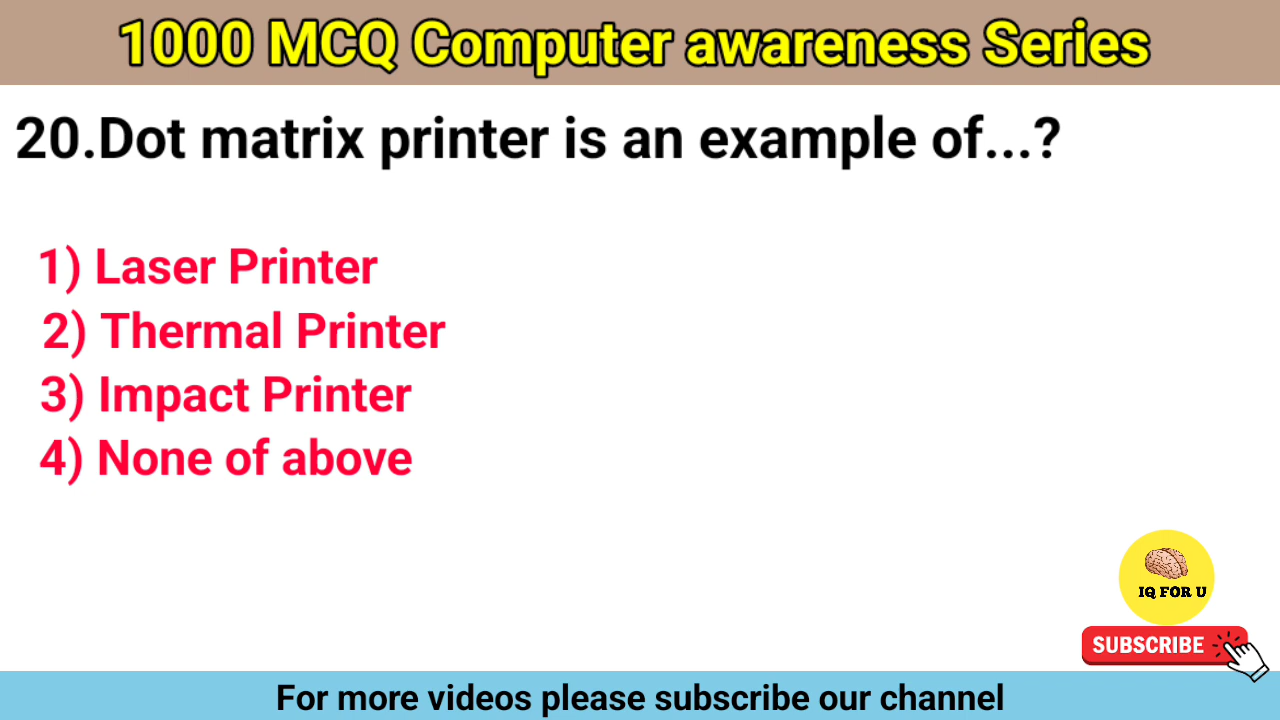 1000 MCQ Computer awareness Series
20.Dot matrix printer is an example of...?
1) Laser Printer
2) Thermal Printer
3) Impact Printer
4) None of above
IQ FOR U
SUBSCRIBE
For more videos please subscribe our channel